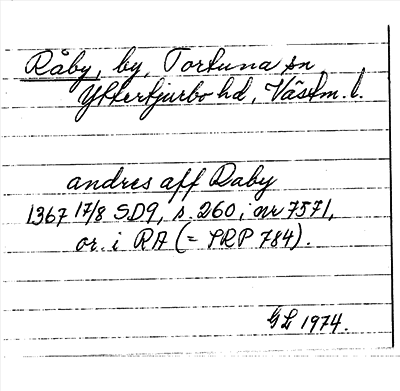 Råby, by, Tortuna sn
Yttertjurbo hd, Västm. l.
andres aff Raby
1367 17/8 SD9, s. 260, nr 7571,
or. i RA (= PRP 784).
GL 1974.